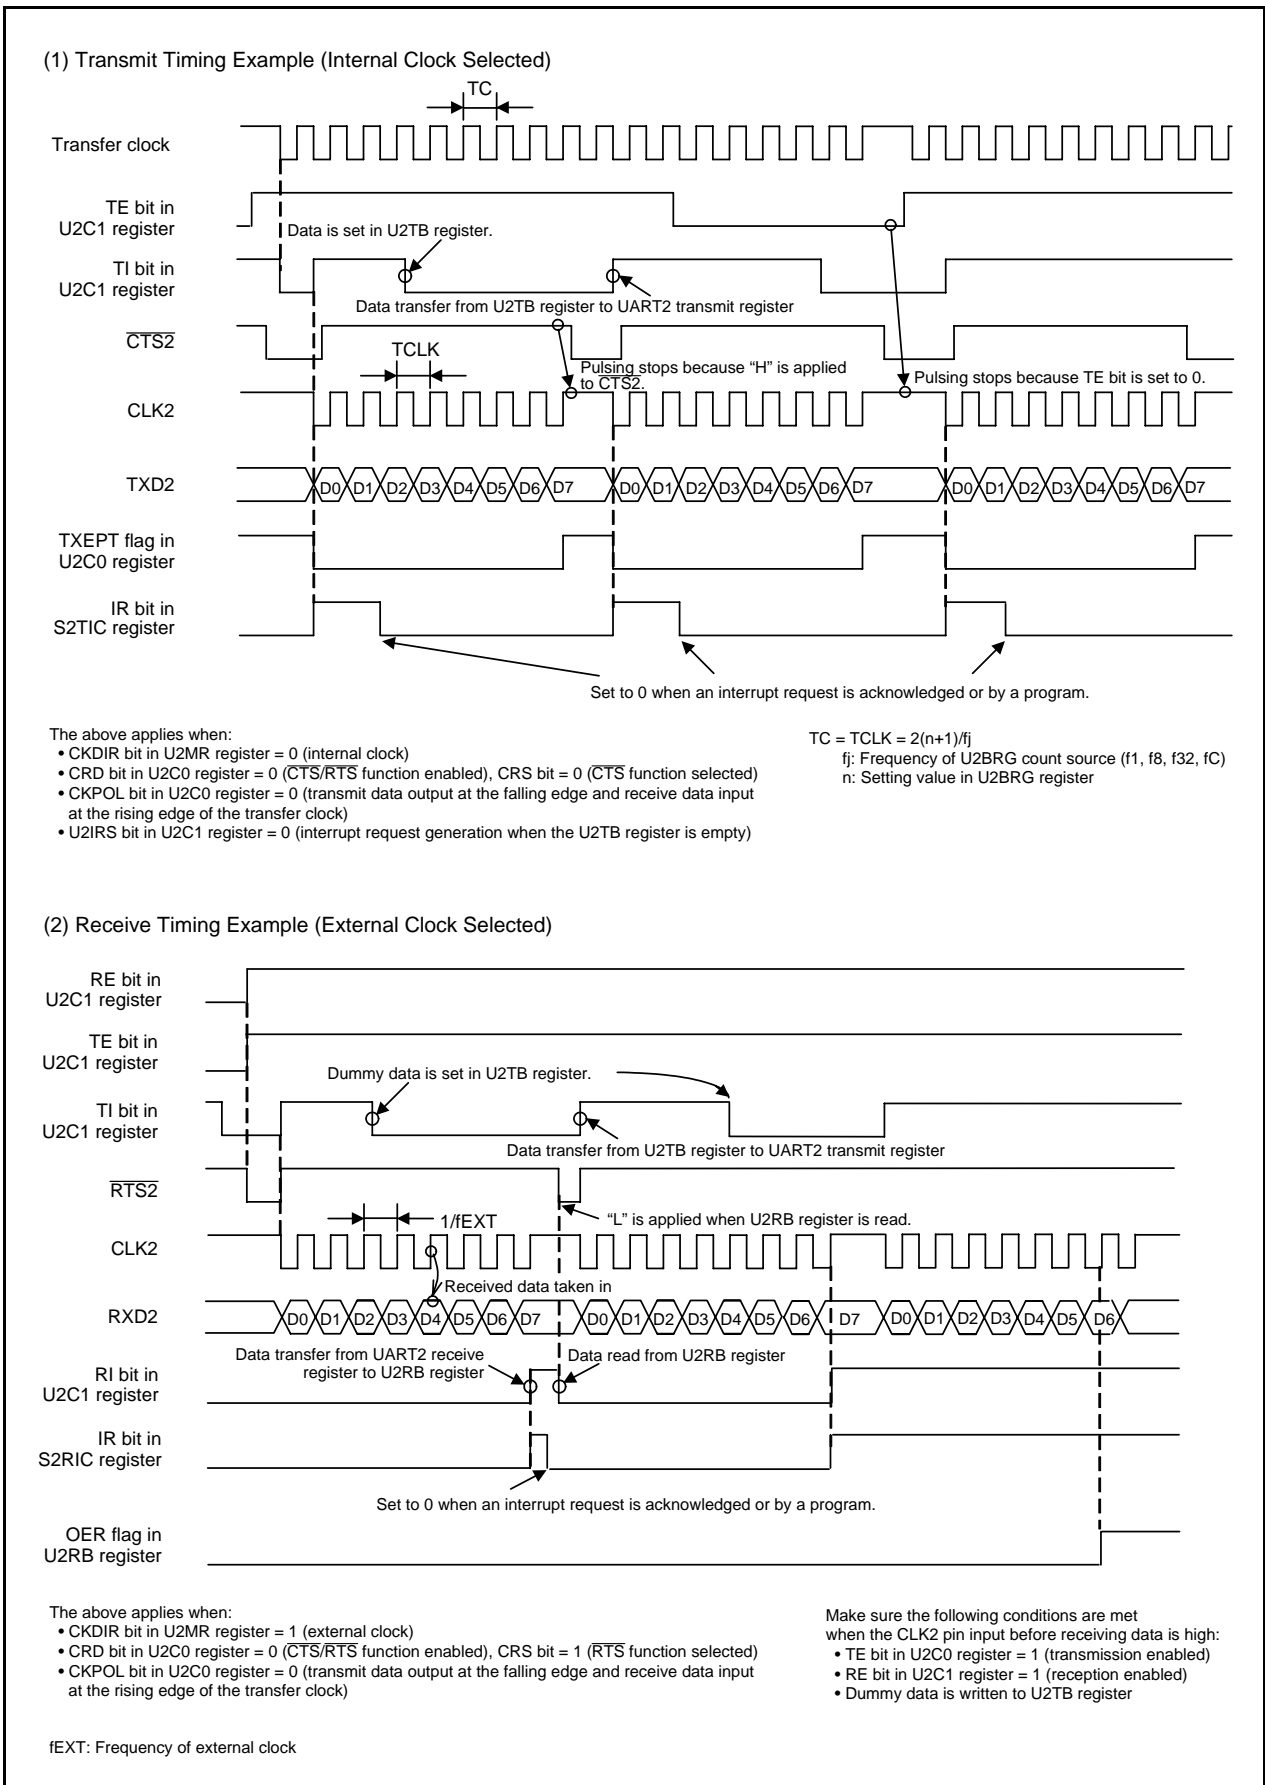 (1) Transmit Timing Example (Internal Clock Selected)
TC
Transfer clock
TE bit in
U2C1 register
Data is set in U2TB register.
TI bit in
U2C1 register
Data transfer from U2TB register to UART2 transmit register
CTS2
TCLK
Pulsing stops because “H” is applied
to CTS2.
Pulsing stops because TE bit is set to 0.
CLK2
TXD2
D0 D1 D2 D3 D4 D5 D6 D7 D0 D1 D2 D3 D4 D5 D6 D7 D0 D1 D2 D3 D4 D5 D6 D7
TXEPT flag in
U2C0 register
IR bit in
S2TIC register
Set to 0 when an interrupt request is acknowledged or by a program.
The above applies when:
• CKDIR bit in U2MR register = 0 (internal clock)
• CRD bit in U2C0 register = 0 (CTS/RTS function enabled), CRS bit = 0 (CTS function selected)
• CKPOL bit in U2C0 register = 0 (transmit data output at the falling edge and receive data input
at the rising edge of the transfer clock)
• U2IRS bit in U2C1 register = 0 (interrupt request generation when the U2TB register is empty)
TC = TCLK = 2(n+1)/fj
fj: Frequency of U2BRG count source (f1, f8, f32, fC)
n: Setting value in U2BRG register
(2) Receive Timing Example (External Clock Selected)
RE bit in
U2C1 register
TE bit in
U2C1 register
Dummy data is set in U2TB register.
TI bit in
U2C1 register
Data transfer from U2TB register to UART2 transmit register
RTS2
1/fEXT
“L” is applied when U2RB register is read.
CLK2
Received data taken in
RXD2
D0 D1 D2 D3 D4 D5 D6 D7 D0 D1 D2 D3 D4 D5 D6 D7 D0 D1 D2 D3 D4 D5 D6
Data transfer from UART2 receive
register to U2RB register
Data read from U2RB register
RI bit in
U2C1 register
IR bit in
S2RIC register
Set to 0 when an interrupt request is acknowledged or by a program.
OER flag in
U2RB register
The above applies when:
• CKDIR bit in U2MR register = 1 (external clock)
• CRD bit in U2C0 register = 0 (CTS/RTS function enabled), CRS bit = 1 (RTS function selected)
• CKPOL bit in U2C0 register = 0 (transmit data output at the falling edge and receive data input
at the rising edge of the transfer clock)
Make sure the following conditions are met
when the CLK2 pin input before receiving data is high:
• TE bit in U2C0 register = 1 (transmission enabled)
• RE bit in U2C1 register = 1 (reception enabled)
• Dummy data is written to U2TB register
fEXT: Frequency of external clock